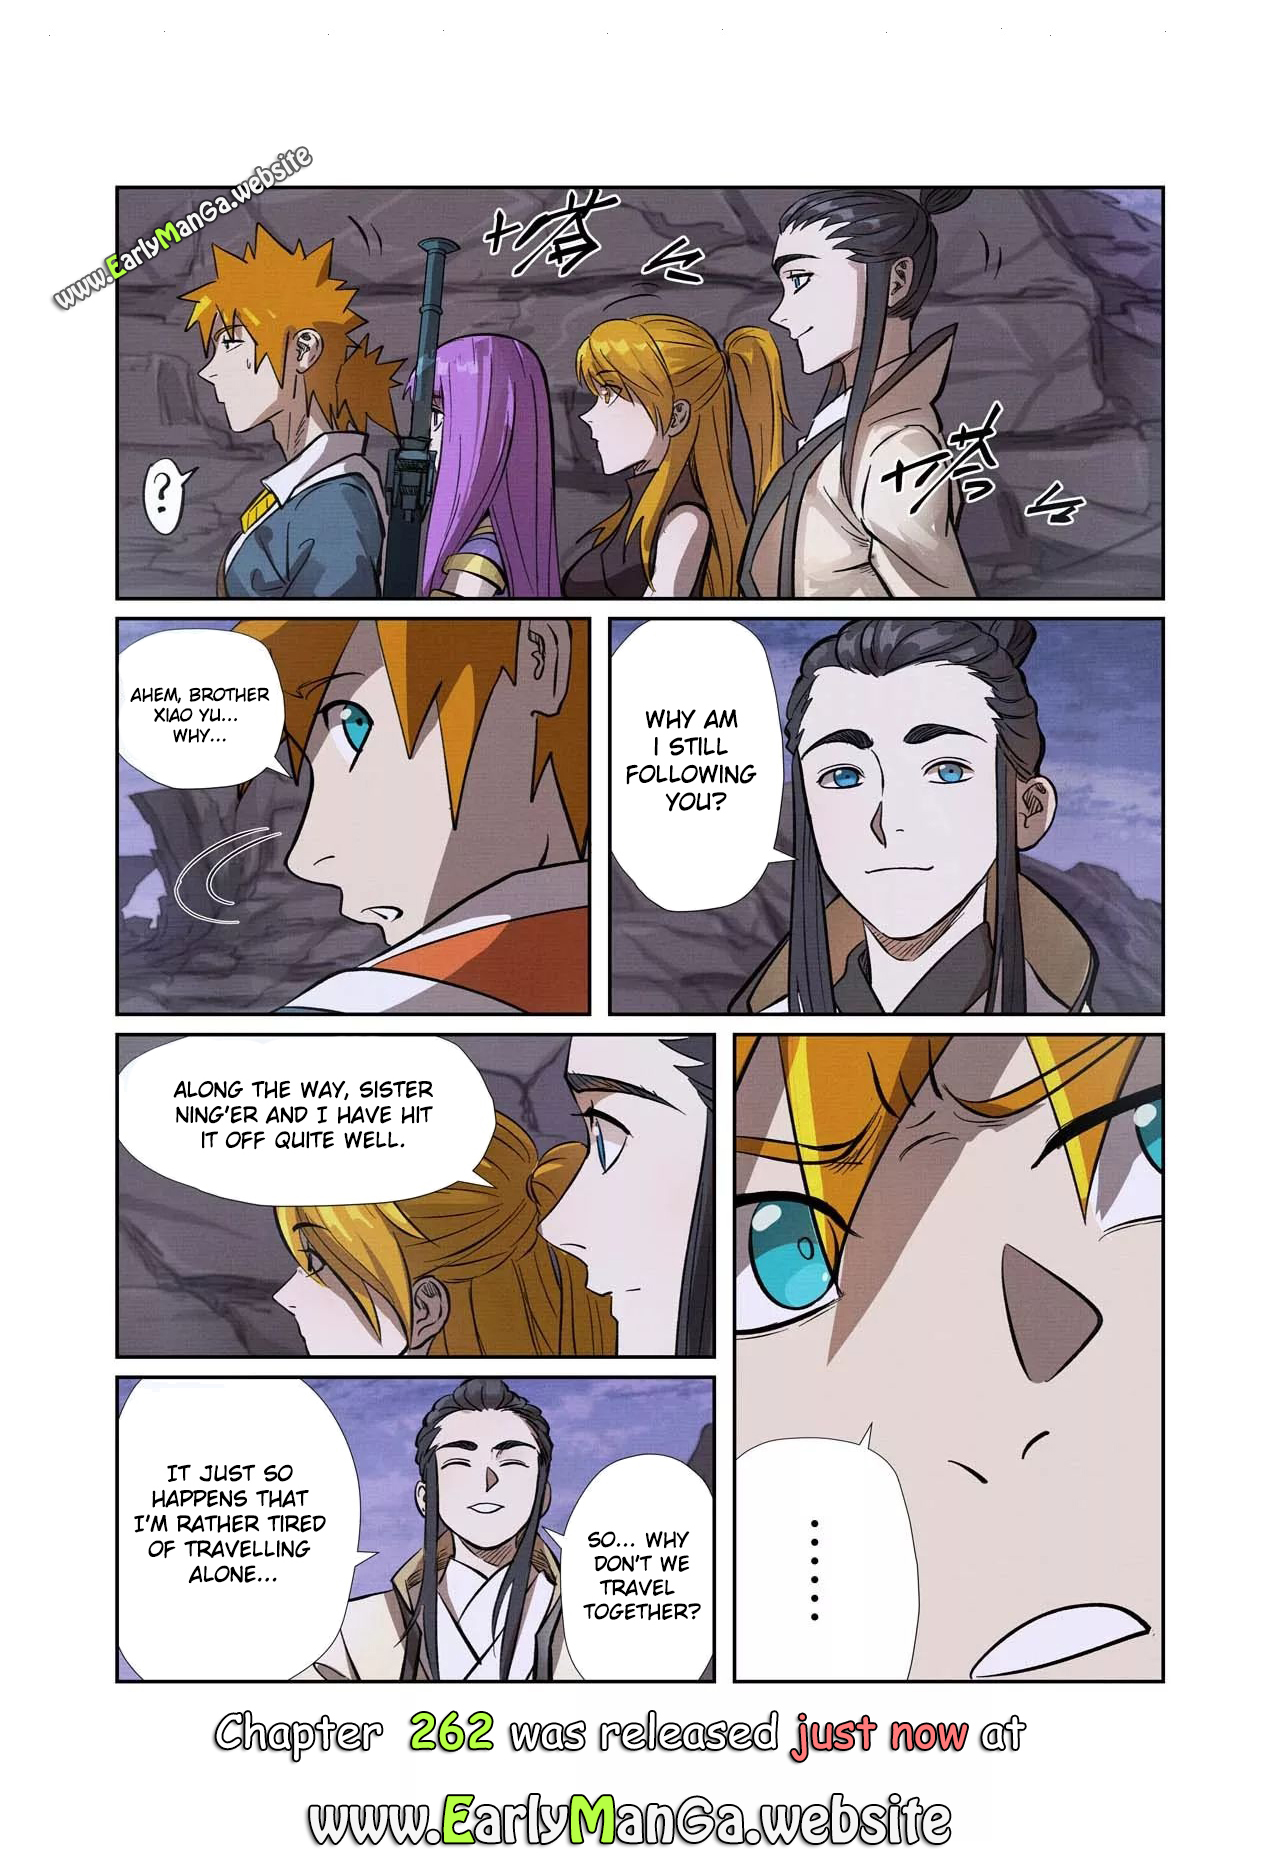 www.EarlyManGa.website
塔
塔
?
AHEM, BROTHER
XIAO YU...
WHY...
WHY AM
I STILL
FOLLOWING
YOU?
ALONG THE WAY, SISTER
NING'ER AND I HAVE HIT
IT OFF QUITE WELL.
......
IT JUST SO
HAPPENS THAT
I'M RATHER TIRED
OF TRAVELLING
ALONE...
SO... WHY
DON'T WE
TRAVEL
TOGETHER?
Chapter 262 was released just now at
www.EarlyManGa.website